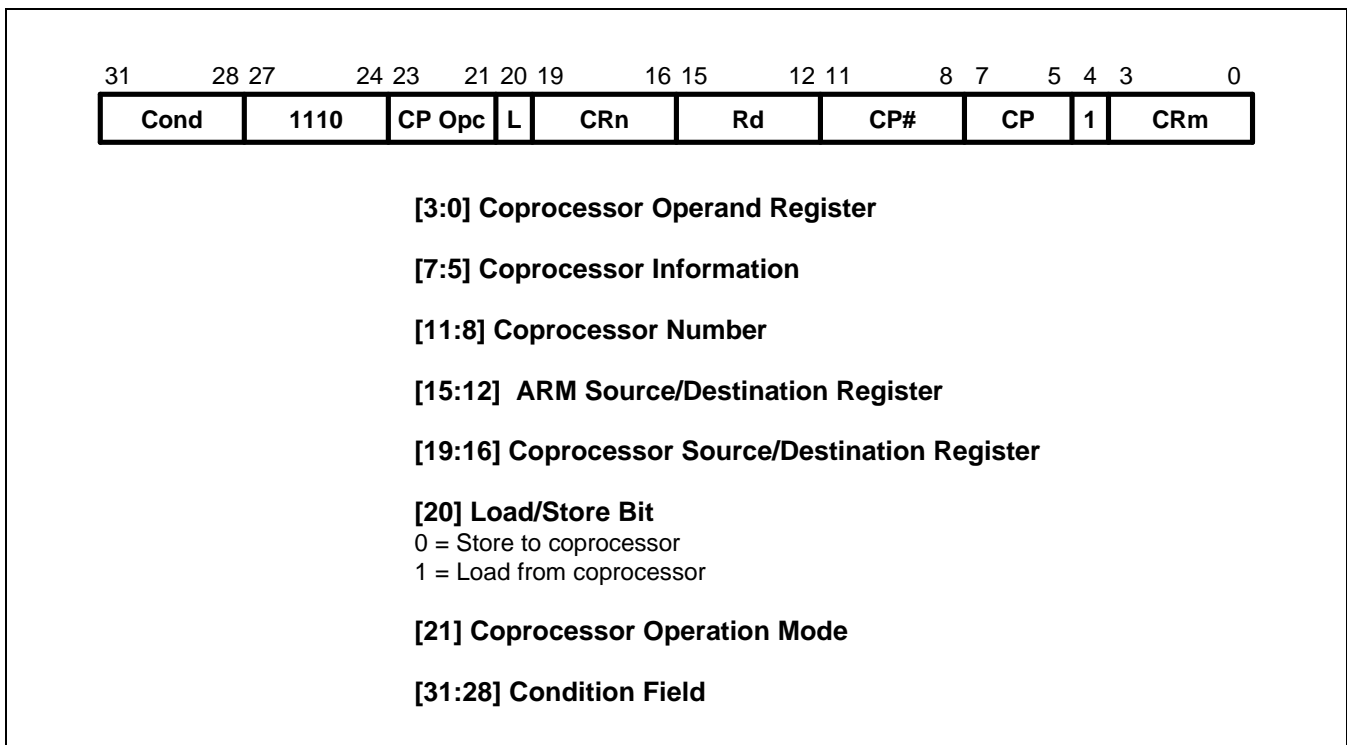 31 28 27 24 23 21 20 19 16 15 12 11 8 7 5 4 3 0
Cond 1110 CP Opc L CRn Rd CP# CP 1 CRm
[3:0] Coprocessor Operand Register
[7:5] Coprocessor Information
[11:8] Coprocessor Number
[15:12] ARM Source/Destination Register
[19:16] Coprocessor Source/Destination Register
[20] Load/Store Bit
0 = Store to coprocessor
1 = Load from coprocessor
[21] Coprocessor Operation Mode
[31:28] Condition Field